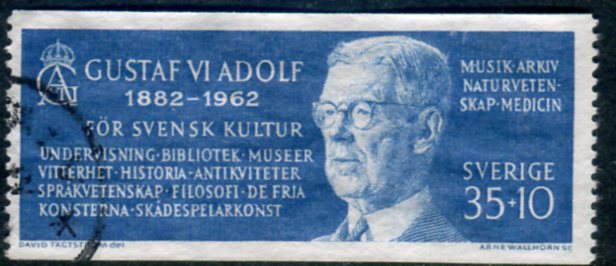 GUSTAF VI ADOLF
1882–1962
FÖR SVENSK KULTUR
UNDERVISNING·BIBLIOTEK·MUSEER
VITTERHET·HISTORIA·ANTIKVITETER
SPRÅKVETENSKAP·FILOSOFI·DE FRIA
KONSTERNA·SKÅDESPELARKONST
MUSIK·ARKIV
NATURVETEN-
SKAP·MEDICIN
SVERIGE
35+10
DAVID TÄGTSTRÖM del
ARNE WALLHORN SC